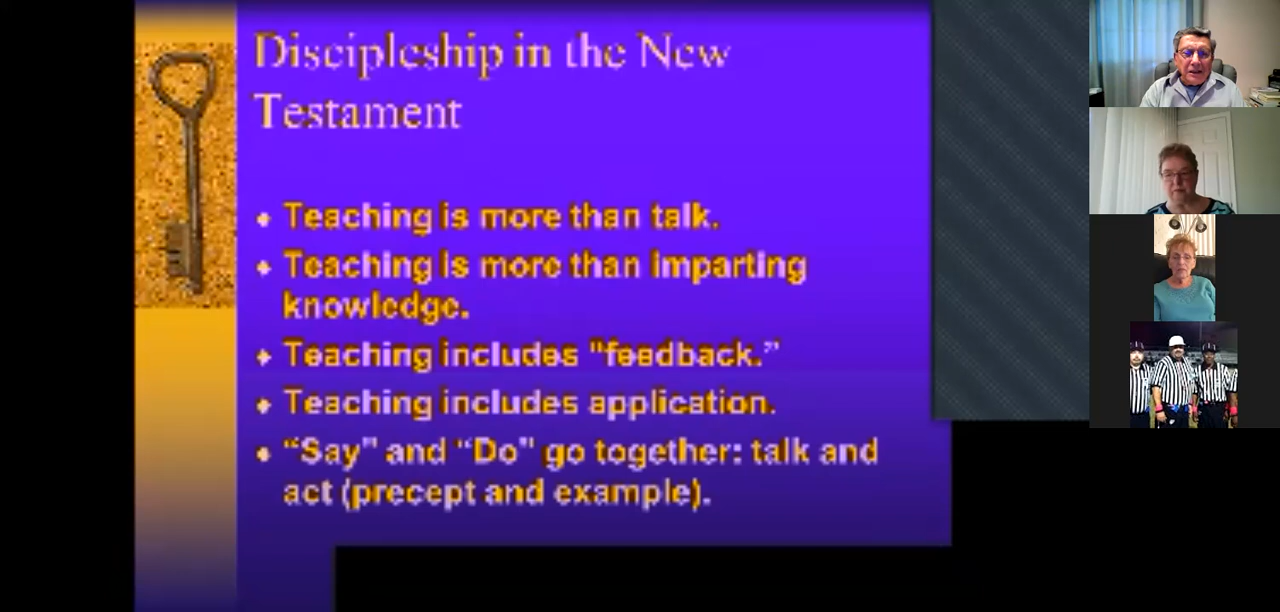 Discipleship in the New
Testament
• Teaching is more than talk.
• Teaching is more than imparting
knowledge.
• Teaching includes "feedback.”
• Teaching includes application.
• “Say” and “Do” go together: talk and
act (precept and example).